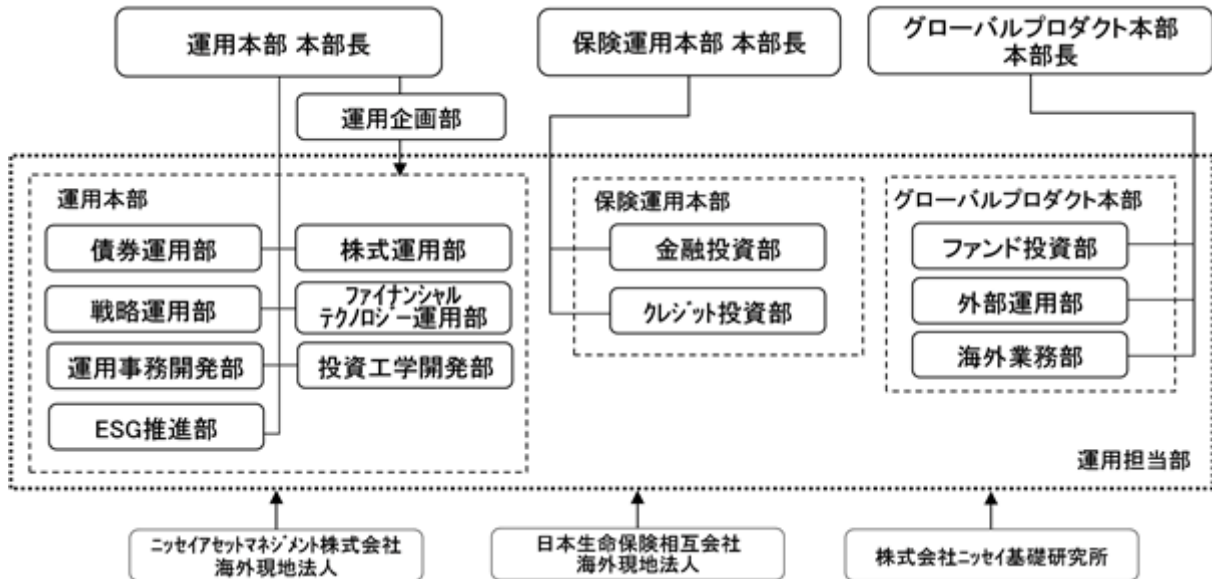 運用本部 本部長
保険運用本部 本部長
グローバルプロダクト本部
本部長
運用企画部
運用本部
債券運用部
株式運用部
戦略運用部
ファイナンシャル
テクノロジー運用部
運用事務開発部
投資工学開発部
ESG推進部
保険運用本部
金融投資部
クレジット投資部
グローバルプロダクト本部
ファンド投資部
外部運用部
海外業務部
運用担当部
ニッセイアセットマネジメント株式会社
海外現地法人
日本生命保険相互会社
海外現地法人
株式会社ニッセイ基礎研究所